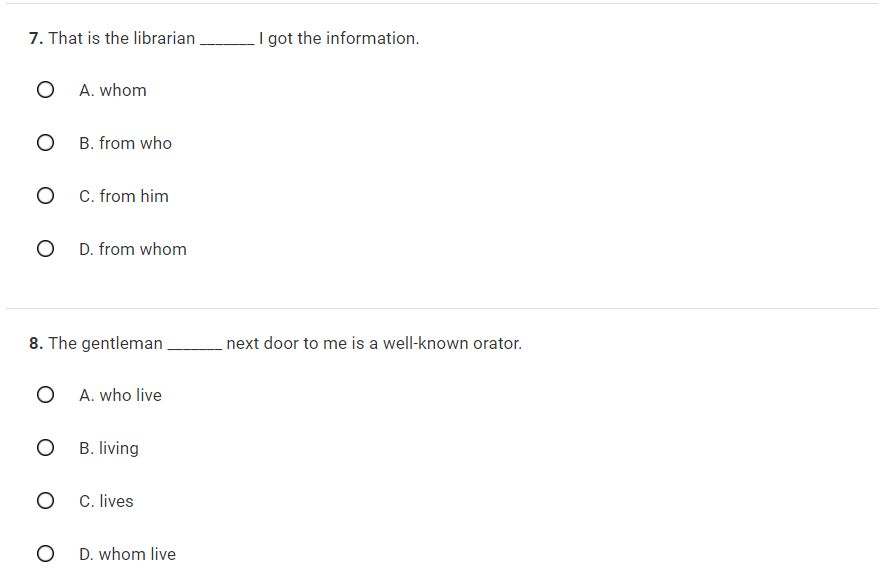 7. That is the librarian _______ I got the information.
A. whom
B. from who
C. from him
D. from whom
8. The gentleman _______ next door to me is a well-known orator.
A. who live
B. living
C. lives
D. whom live